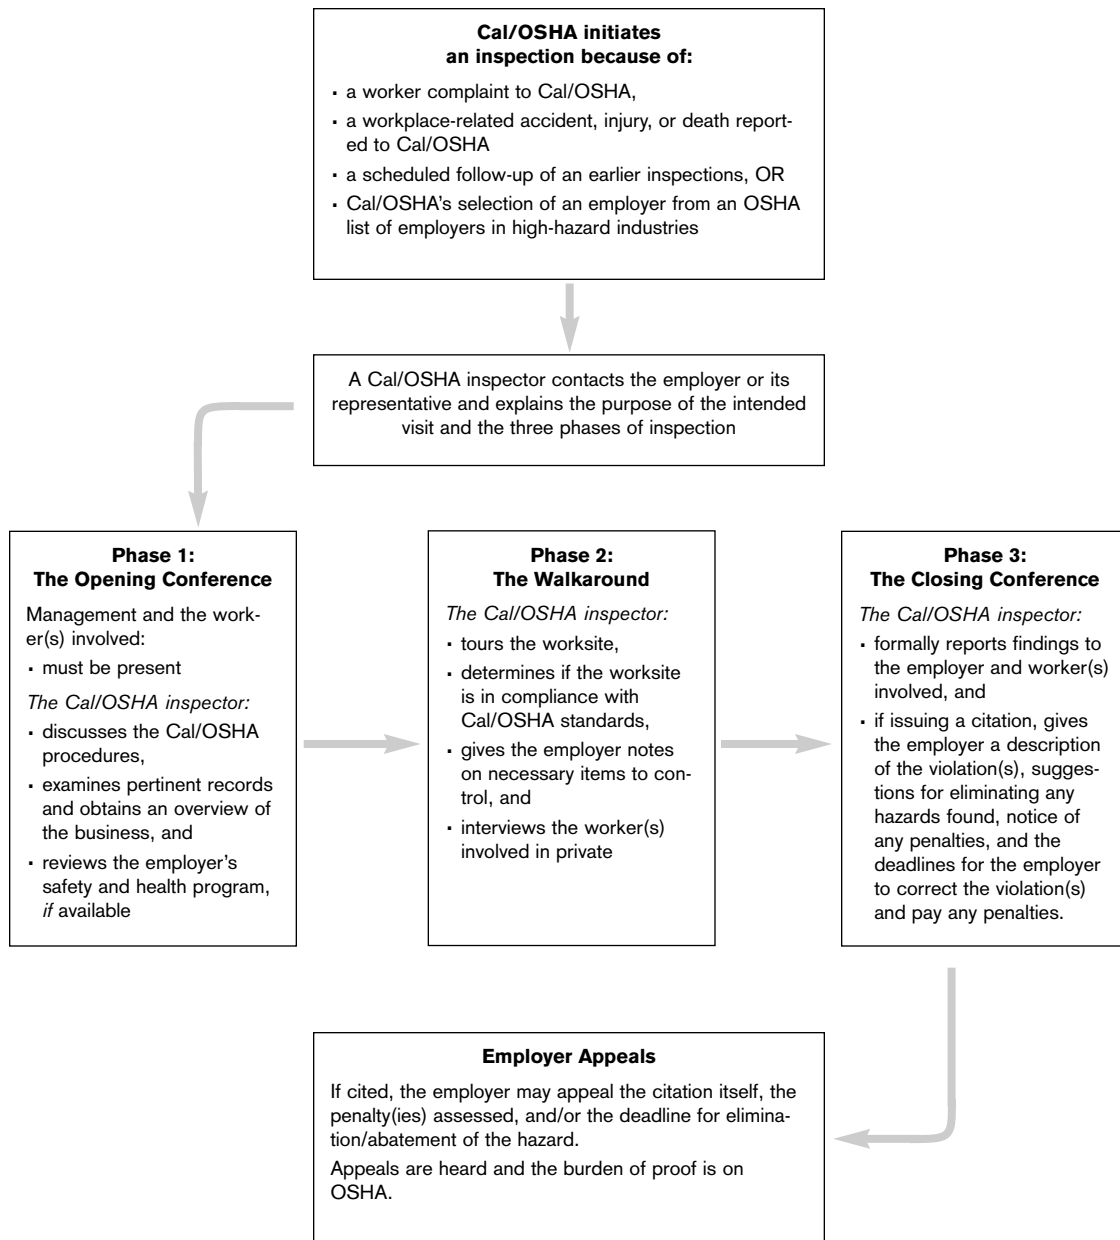 Cal/OSHA initiates
an inspection because of:
· a worker complaint to Cal/OSHA,
· a workplace-related accident, injury, or death report-
ed to Cal/OSHA
· a scheduled follow-up of an earlier inspections, OR
· Cal/OSHA's selection of an employer from an OSHA
list of employers in high-hazard industries
A Cal/OSHA inspector contacts the employer or its
representative and explains the purpose of the intended
visit and the three phases of inspection
Phase 1:
The Opening Conference
Management and the work-
er(s) involved:
· must be present
The Cal/OSHA inspector:
· discusses the Cal/OSHA
procedures,
· examines pertinent records
and obtains an overview of
the business, and
· reviews the employer's
safety and health program,
if available
Phase 2:
The Walkaround
The Cal/OSHA inspector:
· tours the worksite,
· determines if the worksite
is in compliance with
Cal/OSHA standards,
· gives the employer notes
on necessary items to con-
trol, and
· interviews the worker(s)
involved in private
Phase 3:
The Closing Conference
The Cal/OSHA inspector:
· formally reports findings to
the employer and worker(s)
involved, and
· if issuing a citation, gives
the employer a description
of the violation(s), sugges-
tions for eliminating any
hazards found, notice of
any penalties, and the
deadlines for the employer
to correct the violation(s)
and pay any penalties.
Employer Appeals
If cited, the employer may appeal the citation itself, the
penalty(ies) assessed, and/or the deadline for elimina-
tion/abatement of the hazard.
Appeals are heard and the burden of proof is on
OSHA.